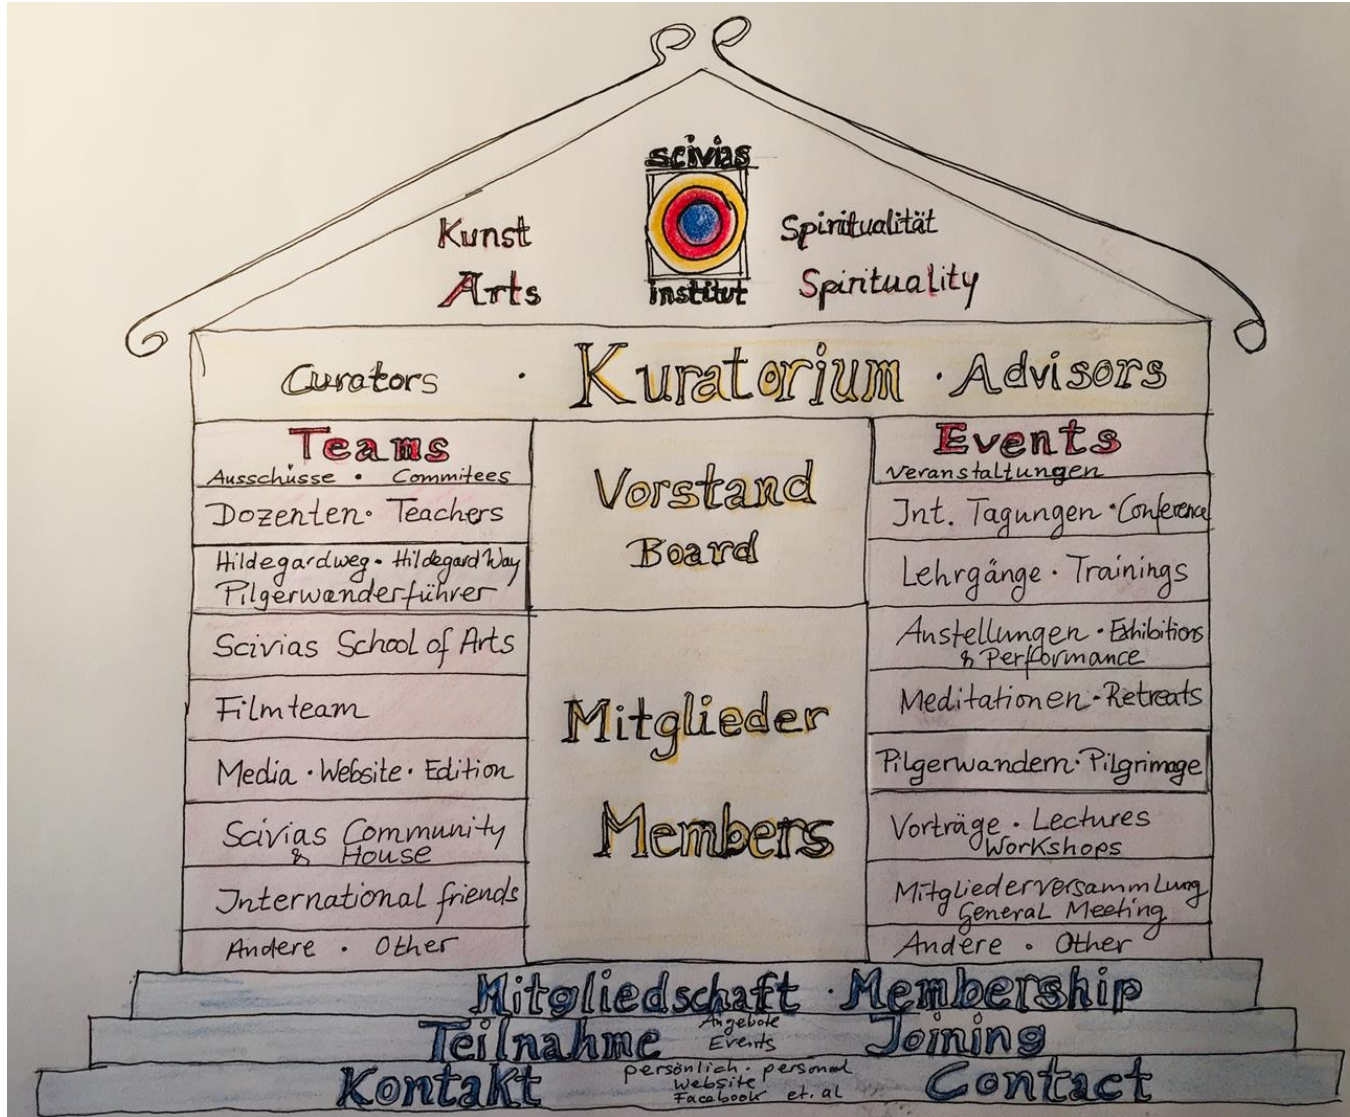 scivias
Kunst
Spiritualität
Arts
institut
Spirituality
Curators · Kuratorium · Advisors
Teams
Ausschüsse · Commitees
Dozenten · Teachers
Hildegardweg · Hildegard Way
Pilgerwanderführer
Scivias School of Arts
Filmteam
Media · Website · Edition
Scivias Community
& House
International friends
Andere · Other
Vorstand
Board
Mitglieder
Members
Events
Veranstaltungen
Int. Tagungen · Conference
Lehrgänge · Trainings
Austellungen · Exhibitions
& Performance
Meditationen · Retreats
Pilgerwandern · Pilgrimage
Vorträge · Lectures
Workshops
Mitgliederversammlung
General Meeting
Andere · Other
Mitgliedschaft · Membership
Teilnahme
Angebote
Events
Joining
Kontakt
persönlich · personal
Website
Facebook et. al
Contact